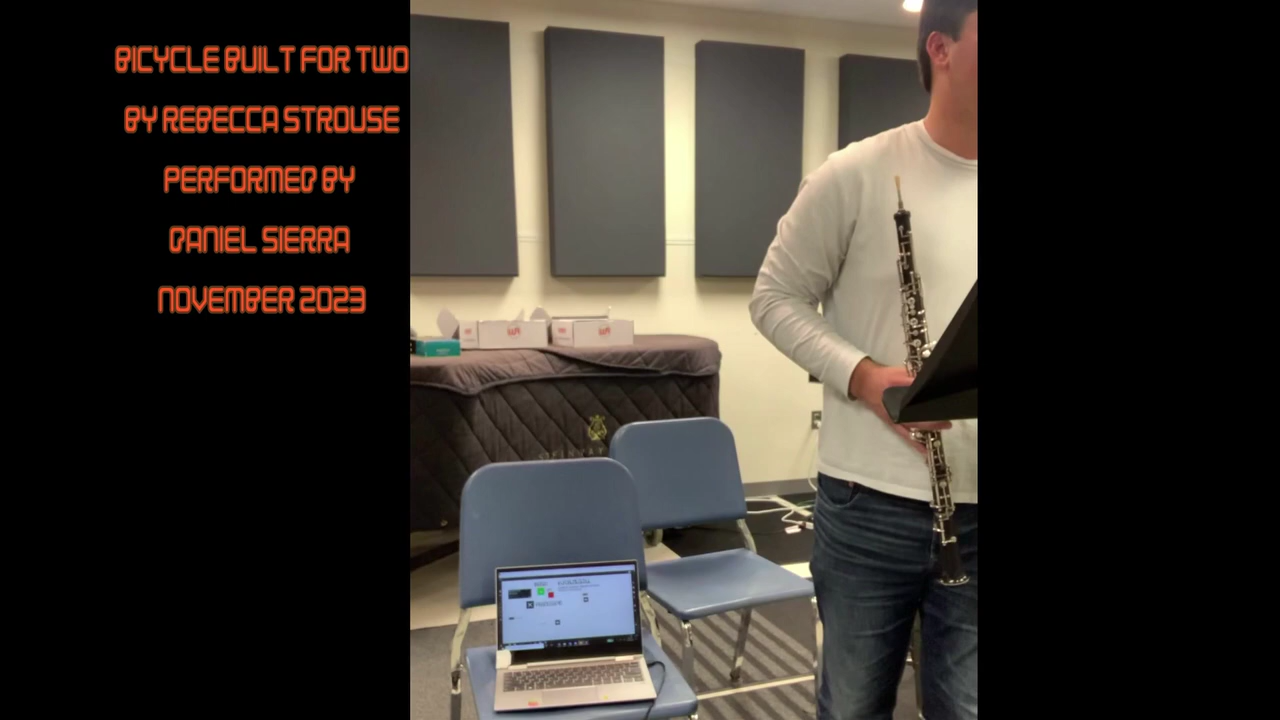 BICYCLE BUILT FOR TWO
BY REBECCA STROUSE
PERFORMED BY
DANIEL SIERRA
NOVEMBER 2023